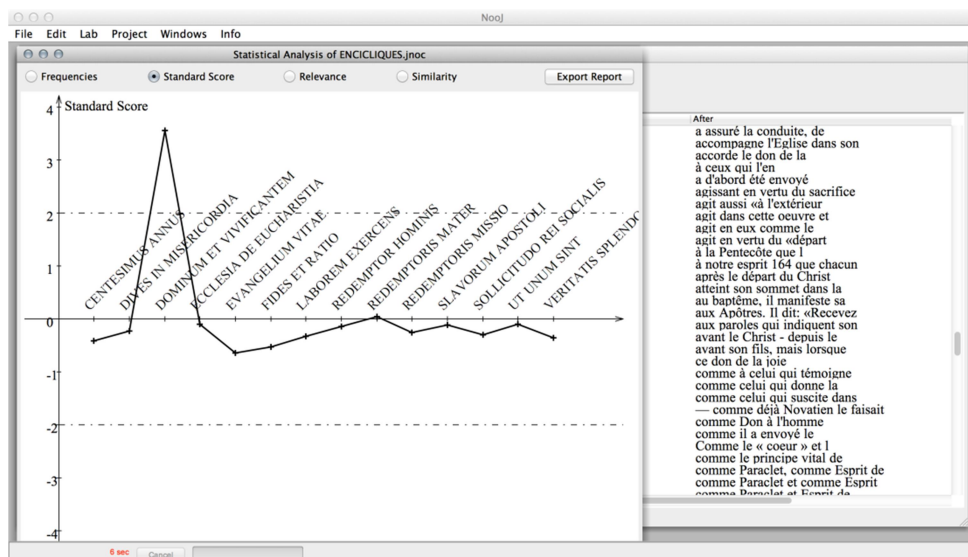 NooJ
File Edit Lab Project Windows Info
Statistical Analysis of ENCICLIQUES.jnoc
Frequencies Standard Score Relevance Similarity Export Report
4
Standard Score
3
2
1
0
-1
-2
-3
-4
CENTESIMUS ANNUS
DIVES IN MISERICORDIA
DOMINUM ET VIVIFICANTEM
ECCLESIA DE EUCHARISTIA
EVANGELIUM VITAE
FIDES ET RATIO
LABOREM EXERCENS
REDEMPTOR HOMINIS
REDEMPTORIS MATER
REDEMPTORIS MISSIO
SLAVORUM APOSTOLI
SOLLICITUDO REI SOCIALIS
UT UNUM SINT
VERITATIS SPLENDO
After
a assuré la conduite, de
accompagne l'Eglise dans son
accorde le don de la
à ceux qui l'en
a d'abord été envoyé
agissant en vertu du sacrifice
agit aussi «à l'extérieur
agit dans cette oeuvre et
agit en eux comme le
agit en vertu du «départ
à la Pentecôte que l
à notre esprit 164 que chacun
après le départ du Christ
atteint son sommet dans la
au baptême, il manifeste sa
aux Apôtres. Il dit: «Recevez
aux paroles qui indiquent son
avant le Christ - depuis le
avant son fils, mais lorsque
ce don de la joie
comme à celui qui témoigne
comme celui qui donne la
comme celui qui suscite dans
— comme déjà Novatien le faisait
comme Don à l'homme
comme il a envoyé le
Comme le « coeur » et l
comme le principe vital de
comme Paraclet, comme Esprit de
comme Paraclet et comme Esprit
comme Paraclet et Esprit de
6 sec Cancel